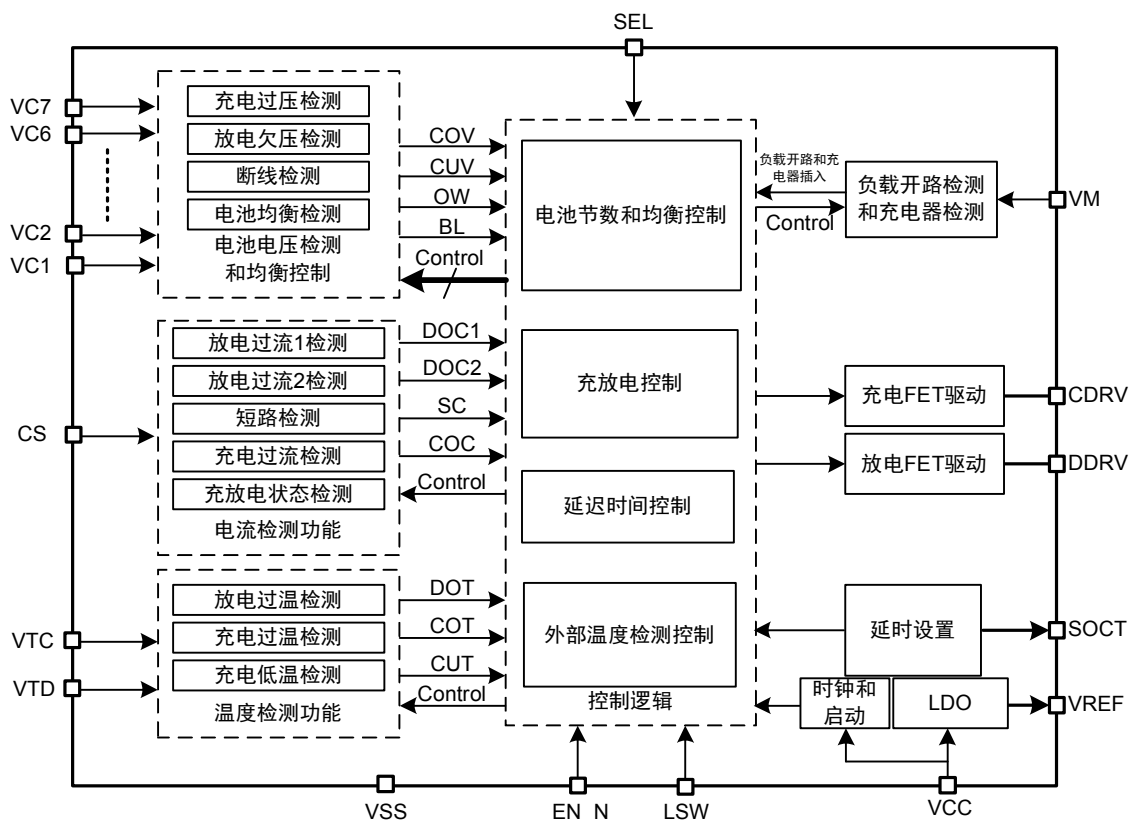 SEL
VC7
VC6
VC2
VC1
充电过压检测
放电欠压检测
断线检测
电池均衡检测
电池电压检测
和均衡控制
COV
CUV
OW
BL
Control
电池节数和均衡控制
负载开路和充
电器插入
Control
负载开路检测
和充电器检测
VM
CS
放电过流1检测
放电过流2检测
短路检测
充电过流检测
充放电状态检测
电流检测功能
DOC1
DOC2
SC
COC
Control
充放电控制
延迟时间控制
充电FET驱动
CDRV
放电FET驱动
DDRV
VTC
VTD
放电过温检测
充电过温检测
充电低温检测
温度检测功能
DOT
COT
CUT
Control
外部温度检测控制
控制逻辑
延时设置
SOCT
时钟和
启动
LDO
VREF
VSS
EN N
LSW
VCC